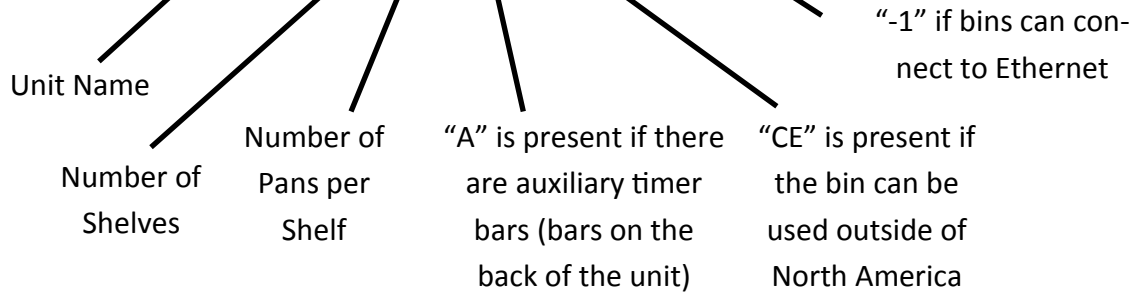 “-1” if bins can con-
nect to Ethernet
Unit Name
Number of
Shelves
Number of
Pans per
Shelf
“A” is present if there
are auxiliary timer
bars (bars on the
back of the unit)
“CE” is present if
the bin can be
used outside of
North America